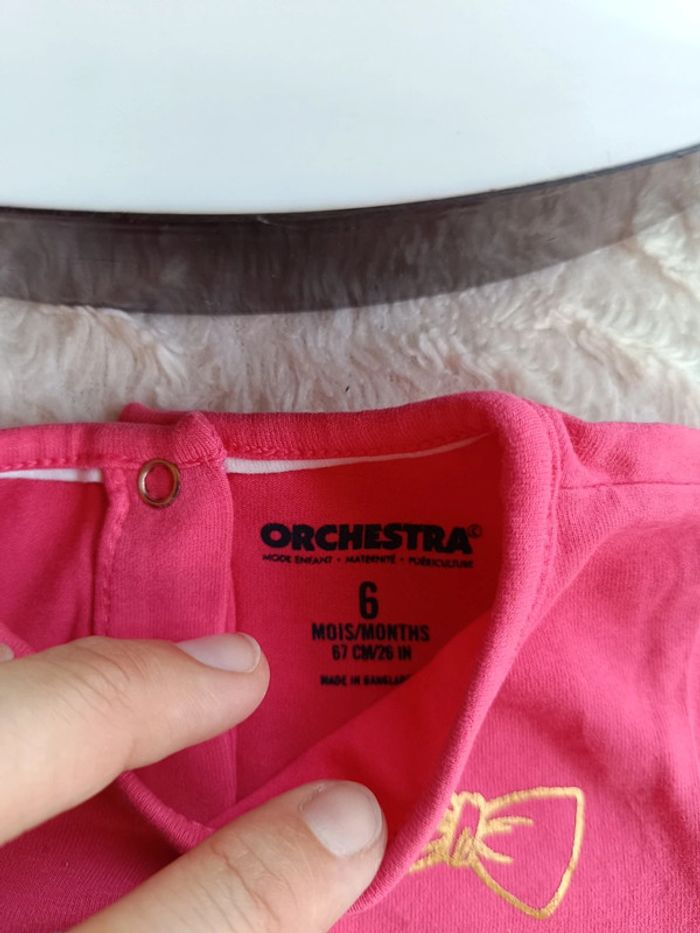 ORCHESTRA©
MODE ENFANT • MATERNITÉ • PUÉRICULTURE
6
MOIS/MONTHS
67 CM/26 IN
MADE IN